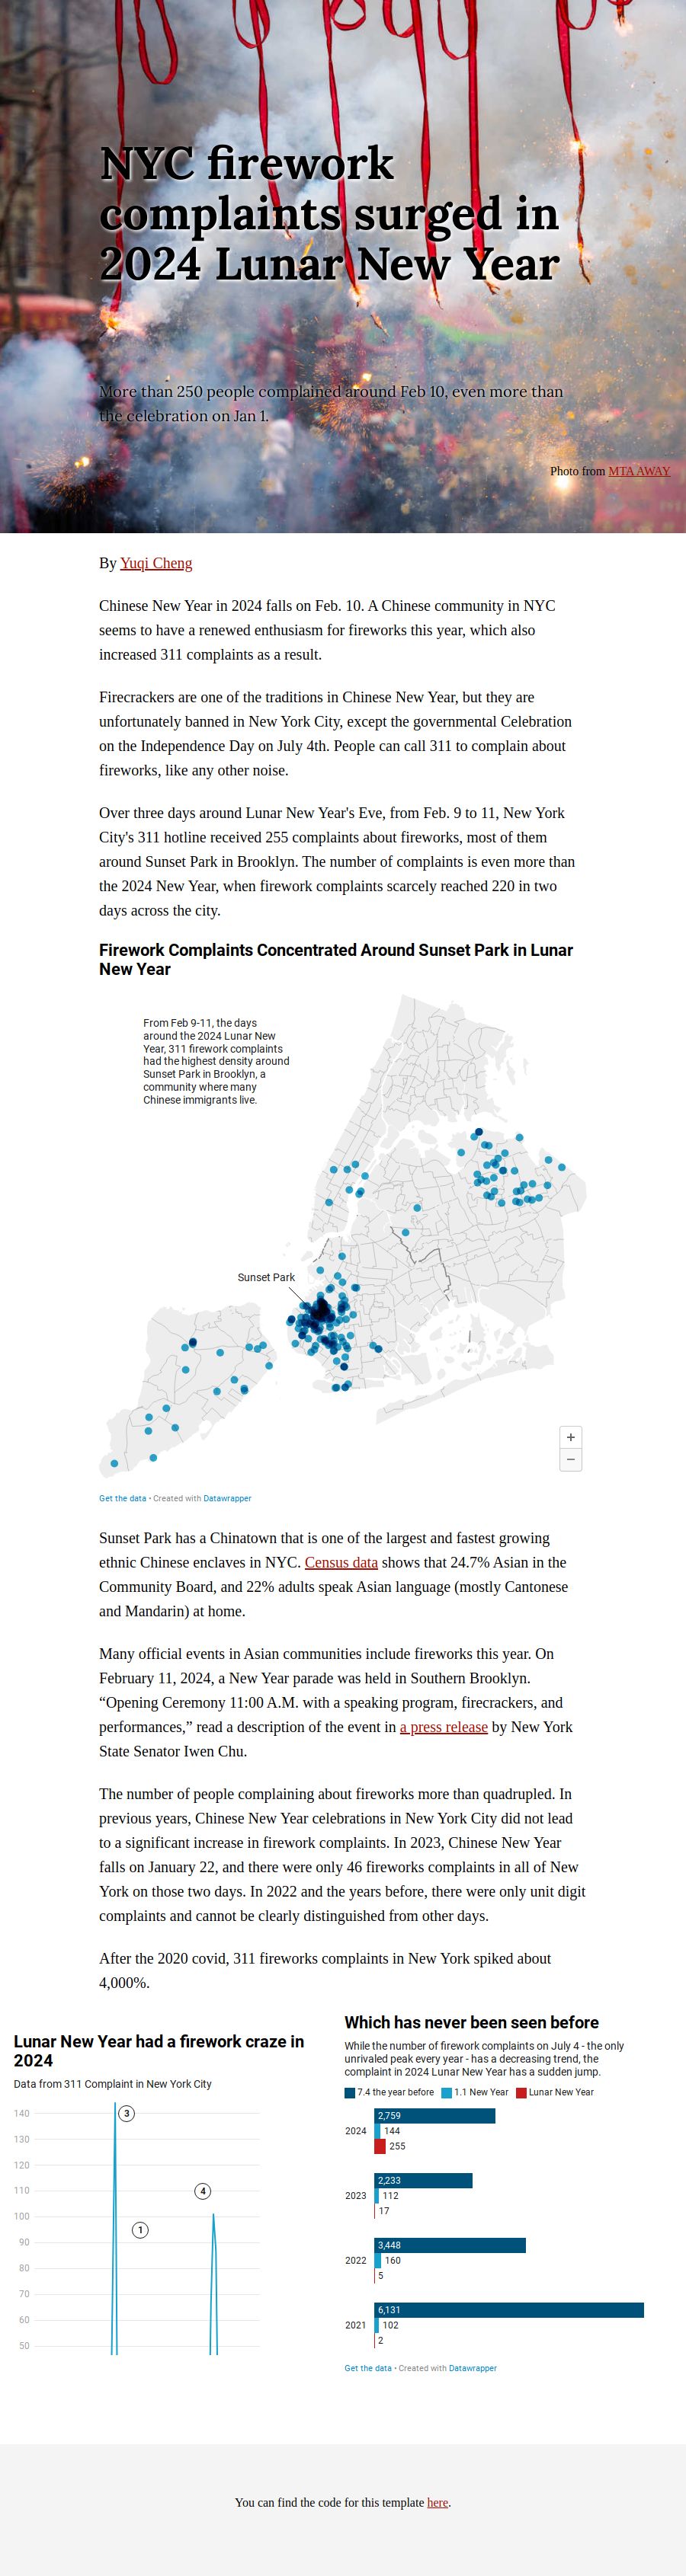 NYC firework
complaints surged in
2024 Lunar New Year
More than 250 people complained around Feb 10, even more than
the celebration on Jan 1.
Photo from MTA AWAY
By Yuqi Cheng
Chinese New Year in 2024 falls on Feb. 10. A Chinese community in NYC
seems to have a renewed enthusiasm for fireworks this year, which also
increased 311 complaints as a result.
Firecrackers are one of the traditions in Chinese New Year, but they are
unfortunately banned in New York City, except the governmental Celebration
on the Independence Day on July 4th. People can call 311 to complain about
fireworks, like any other noise.
Over three days around Lunar New Year's Eve, from Feb. 9 to 11, New York
City's 311 hotline received 255 complaints about fireworks, most of them
around Sunset Park in Brooklyn. The number of complaints is even more than
the 2024 New Year, when firework complaints scarcely reached 220 in two
days across the city.
Firework Complaints Concentrated Around Sunset Park in Lunar
New Year
From Feb 9-11, the days
around the 2024 Lunar New
Year, 311 firework complaints
had the highest density around
Sunset Park in Brooklyn, a
community where many
Chinese immigrants live.
Sunset Park
+
−
Get the data • Created with Datawrapper
Sunset Park has a Chinatown that is one of the largest and fastest growing
ethnic Chinese enclaves in NYC. Census data shows that 24.7% Asian in the
Community Board, and 22% adults speak Asian language (mostly Cantonese
and Mandarin) at home.
Many official events in Asian communities include fireworks this year. On
February 11, 2024, a New Year parade was held in Southern Brooklyn.
“Opening Ceremony 11:00 A.M. with a speaking program, firecrackers, and
performances,” read a description of the event in a press release by New York
State Senator Iwen Chu.
The number of people complaining about fireworks more than quadrupled. In
previous years, Chinese New Year celebrations in New York City did not lead
to a significant increase in firework complaints. In 2023, Chinese New Year
falls on January 22, and there were only 46 fireworks complaints in all of New
York on those two days. In 2022 and the years before, there were only unit digit
complaints and cannot be clearly distinguished from other days.
After the 2020 covid, 311 fireworks complaints in New York spiked about
4,000%.
Lunar New Year had a firework craze in
2024
Data from 311 Complaint in New York City
140
130
120
110
100
90
80
70
60
50
3
4
1
Which has never been seen before
While the number of firework complaints on July 4 - the only
unrivaled peak every year - has a decreasing trend, the
complaint in 2024 Lunar New Year has a sudden jump.
7.4 the year before 1.1 New Year Lunar New Year
2,759
2024 144
255
2,233
2023 112
17
3,448
2022 160
5
6,131
2021 102
2
Get the data • Created with Datawrapper
You can find the code for this template here.